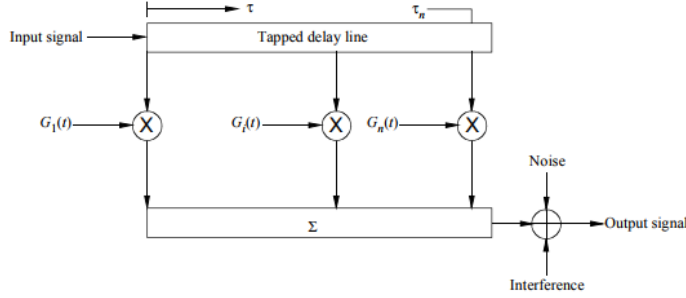 τ
τn
Input signal
Tapped delay line
G1(t)
X
Gi(t)
X
Gn(t)
X
Noise
Σ
Output signal
Interference